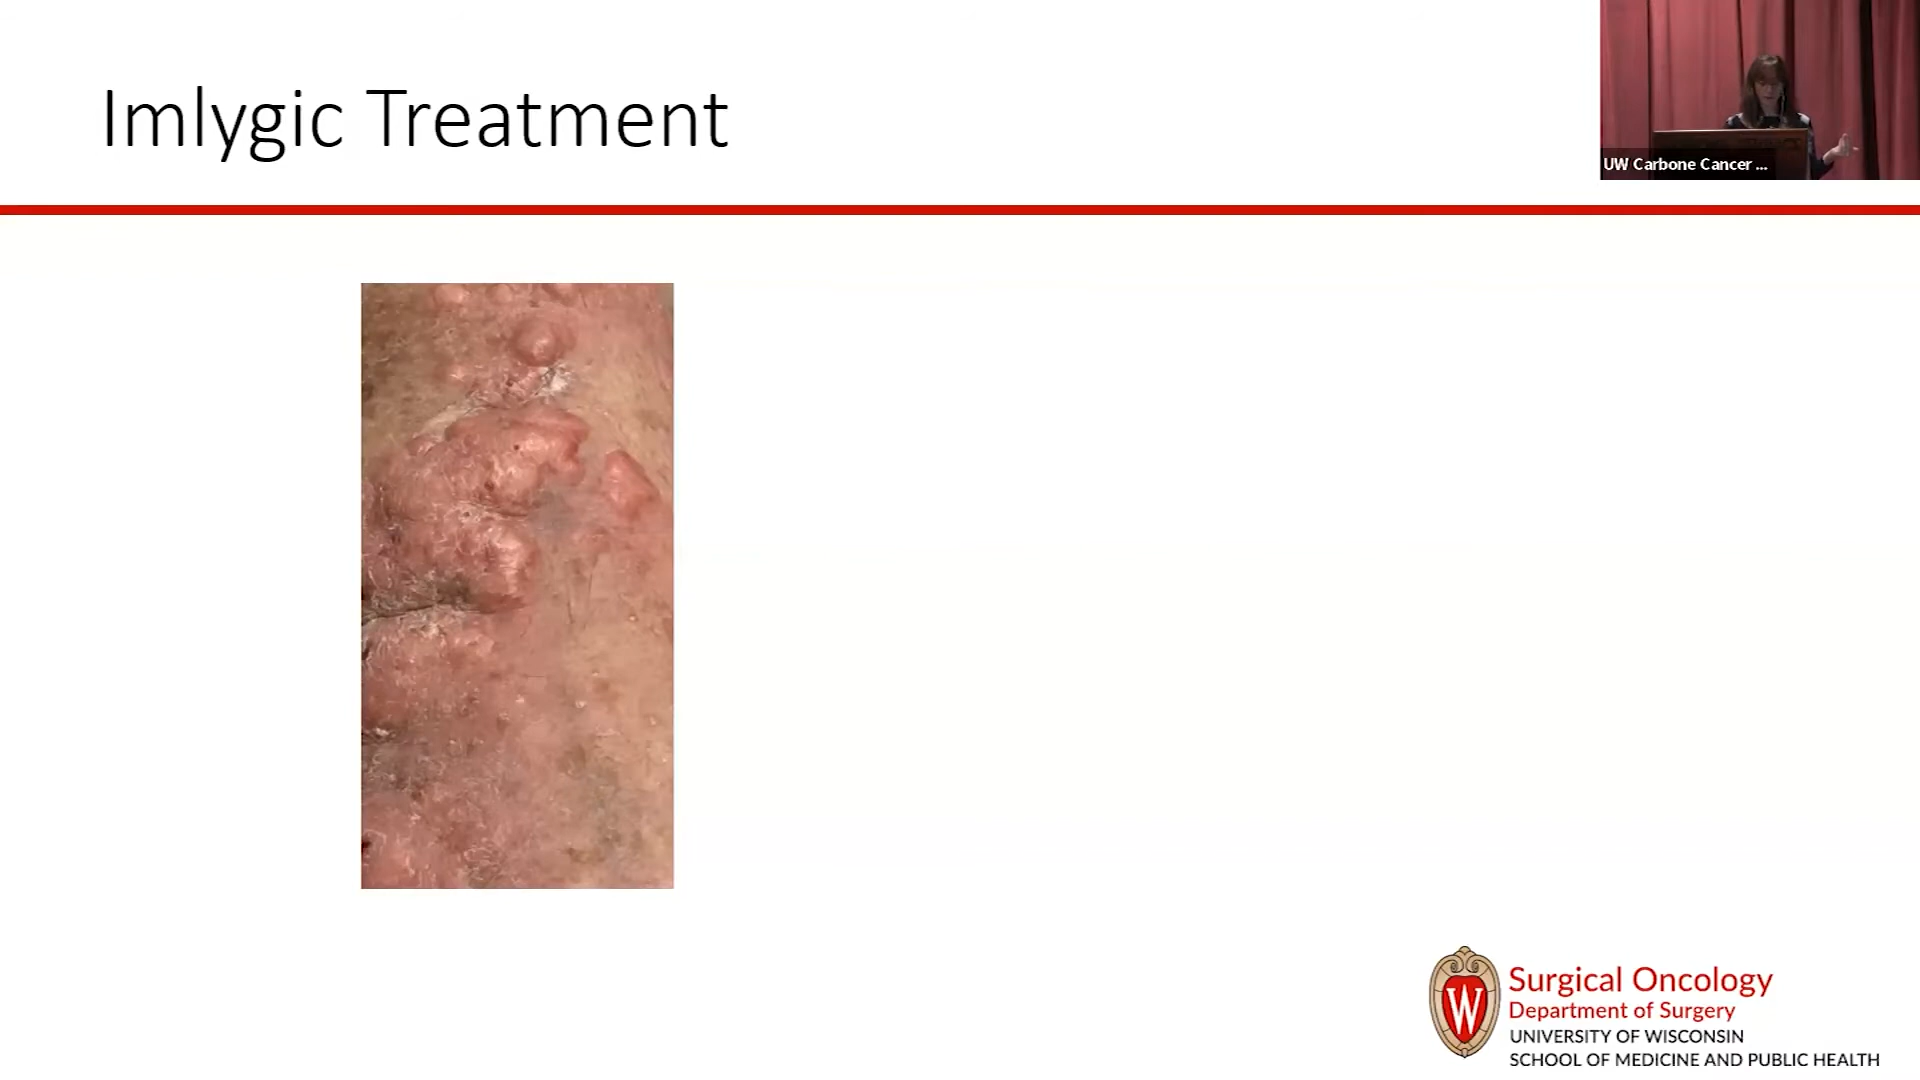 Imlygic Treatment
UW Carbone Cancer ...
W
Surgical Oncology
Department of Surgery
UNIVERSITY OF WISCONSIN
SCHOOL OF MEDICINE AND PUBLIC HEALTH